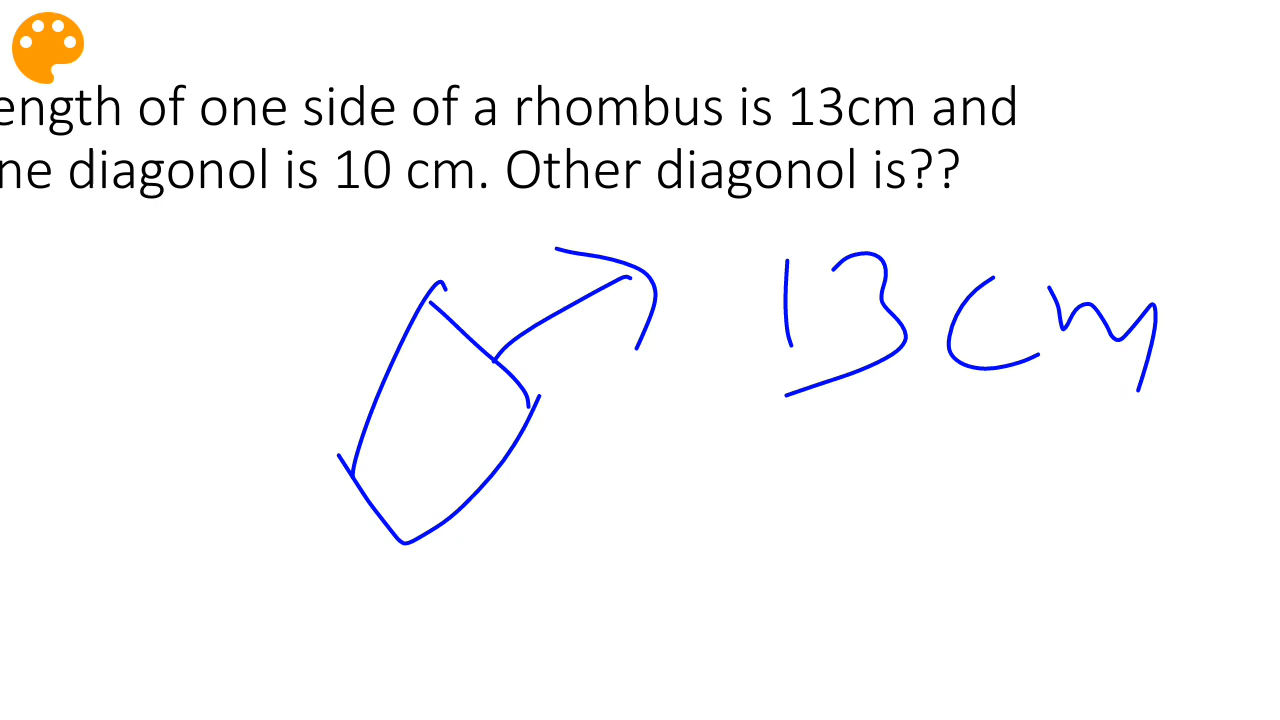 ength of one side of a rhombus is 13cm and
ne diagonol is 10 cm. Other diagonol is??
13 cm